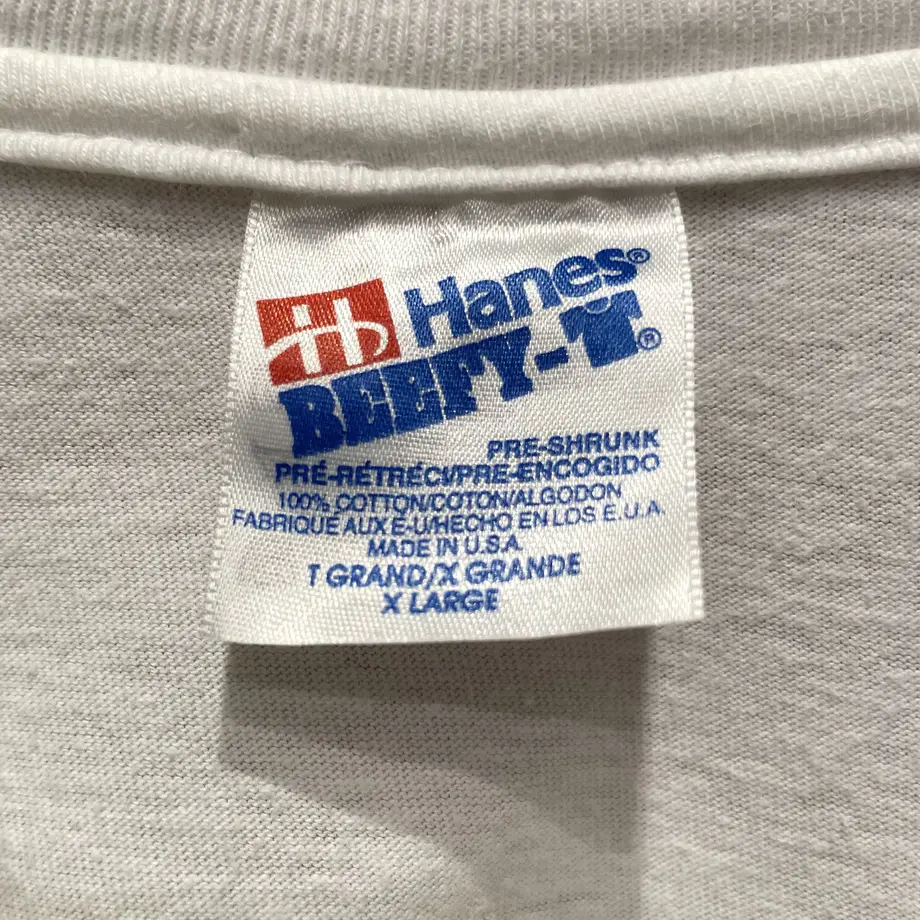 H Hanes®
BEEFY-T®
PRE-SHRUNK
PRÉ-RÉTRÉCI/PRE-ENCOGIDO
100% COTTON/COTON/ALGODON
FABRIQUE AUX É-U/HECHO EN LOS E.U.A.
MADE IN U.S.A.
T GRAND/X GRANDE
X LARGE